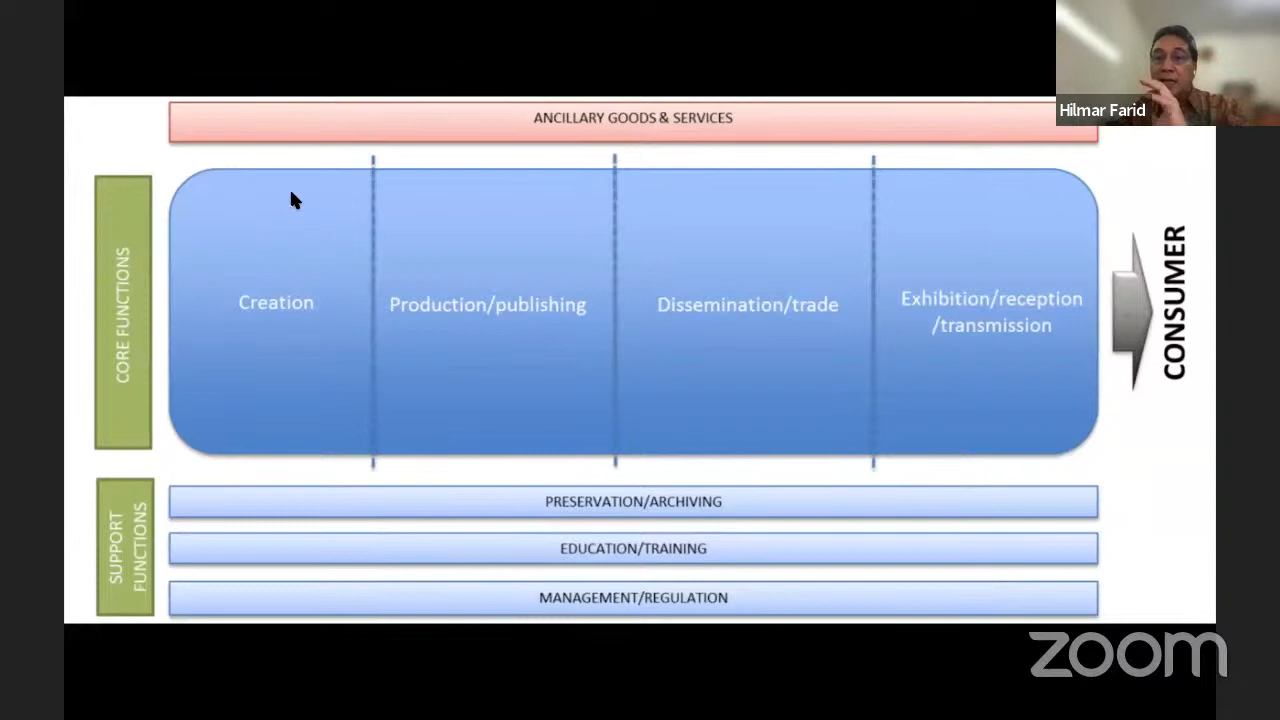 Hilmar Farid
ANCILLARY GOODS & SERVICES
CORE FUNCTIONS
Creation
Production/publishing
Dissemination/trade
Exhibition/reception
/transmission
CONSUMER
SUPPORT
FUNCTIONS
PRESERVATION/ARCHIVING
EDUCATION/TRAINING
MANAGEMENT/REGULATION
zoom